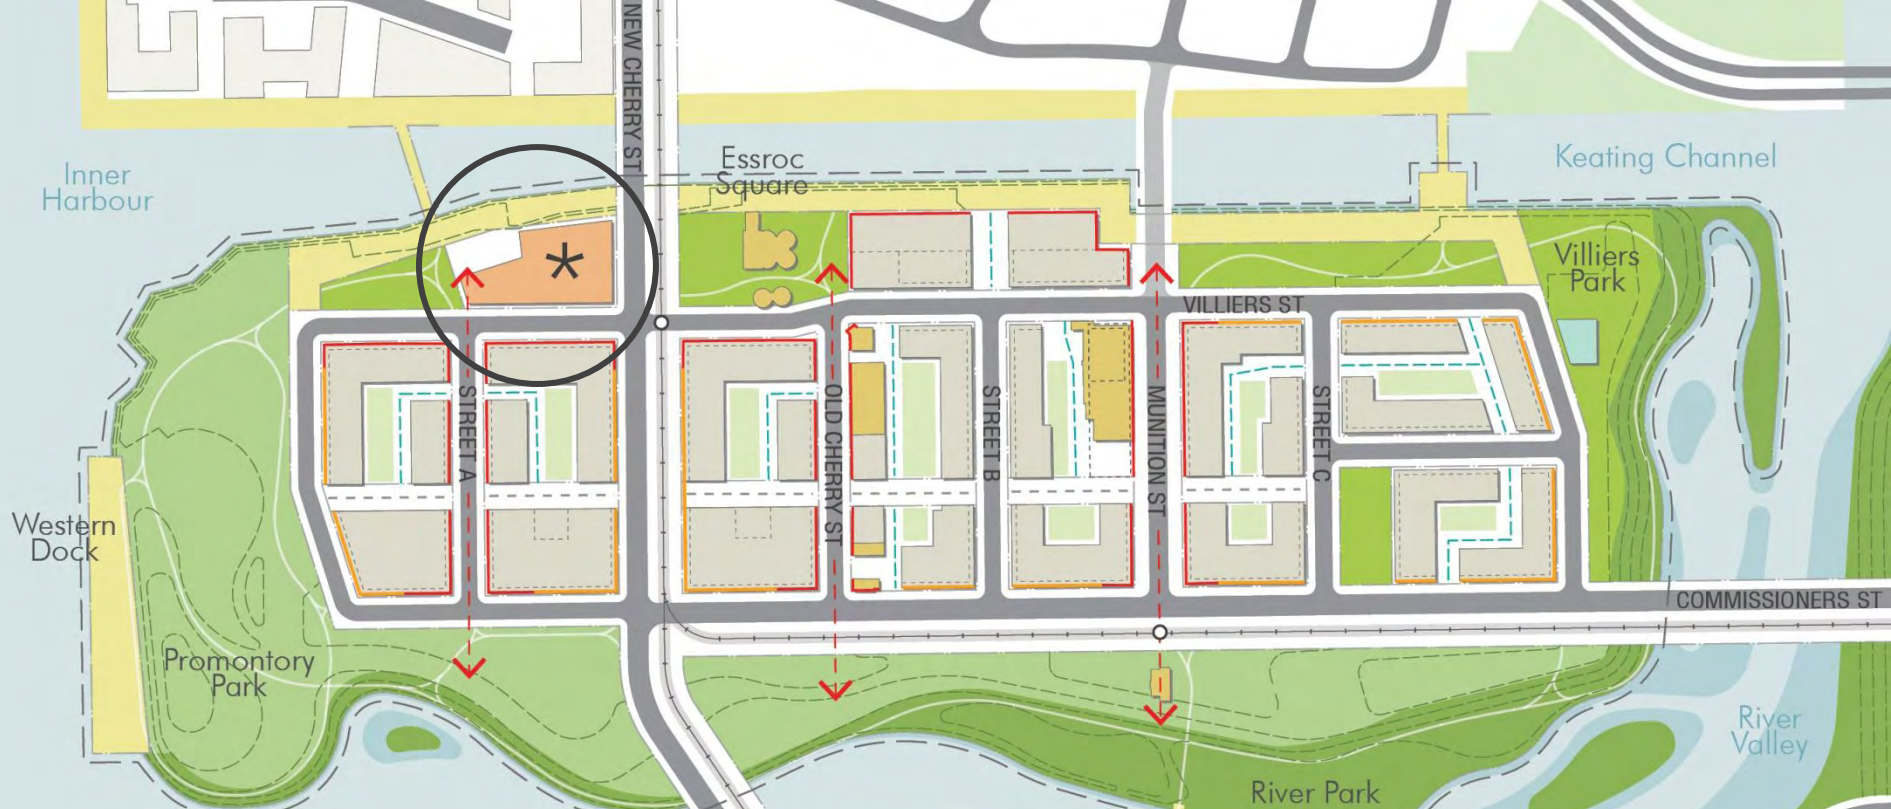 NEW CHERRY ST
Essroc
Square
Keating Channel
Inner
Harbour
*
Villiers
Park
VILLIERS ST
STREET A
OLD CHERRY ST
STREET B
MUNITION ST
STREET C
Western
Dock
COMMISSIONERS ST
Promontory
Park
River
Valley
River Park